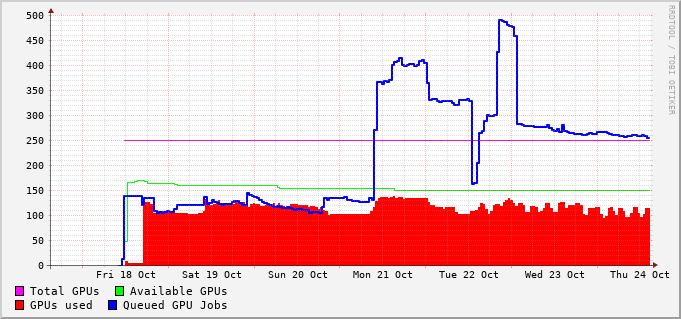 500
450
400
350
300
250
200
150
100
50
0
Fri 18 Oct Sat 19 Oct Sun 20 Oct Mon 21 Oct Tue 22 Oct Wed 23 Oct Thu 24 Oct
Total GPUs Available GPUs
GPUs used Queued GPU Jobs
RRDTOOL / TOBI OETIKER